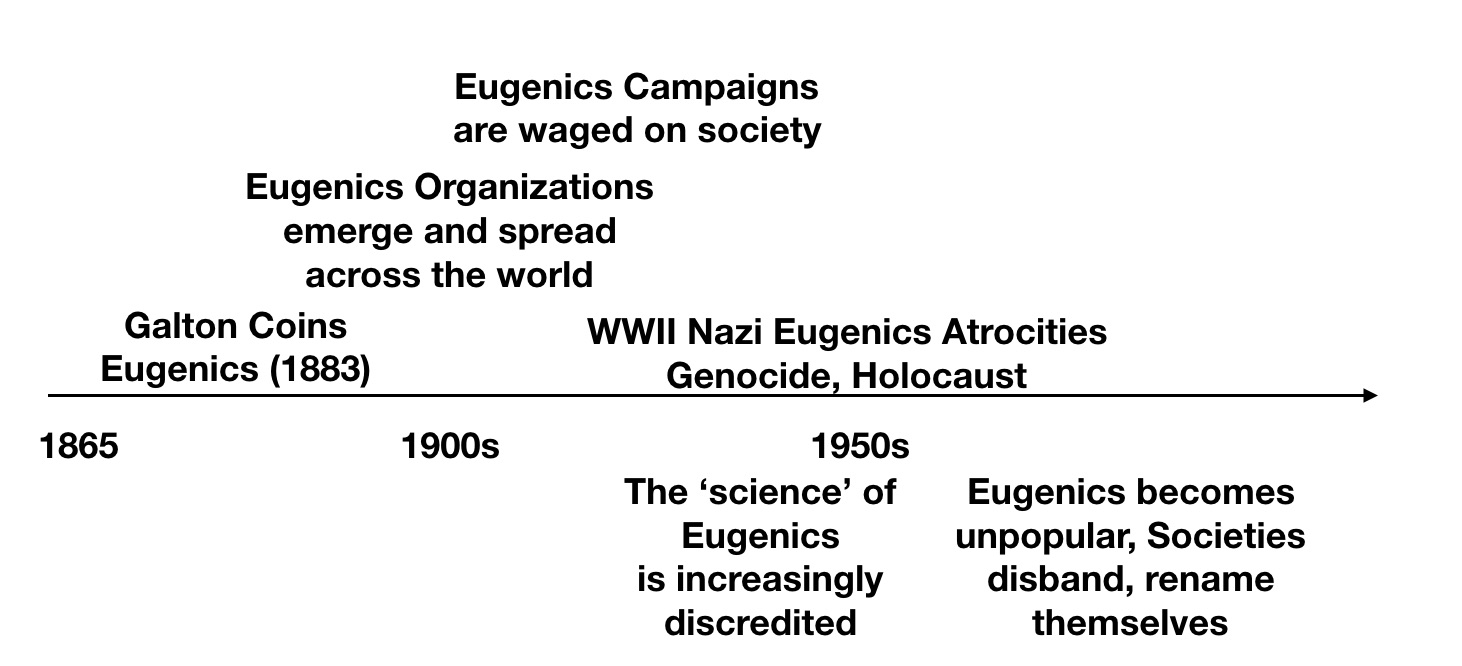 Eugenics Campaigns
are waged on society
Eugenics Organizations
emerge and spread
across the world
Galton Coins
Eugenics (1883)
WWII Nazi Eugenics Atrocities
Genocide, Holocaust
1865
1900s
1950s
The ‘science’ of
Eugenics
is increasingly
discredited
Eugenics becomes
unpopular, Societies
disband, rename
themselves